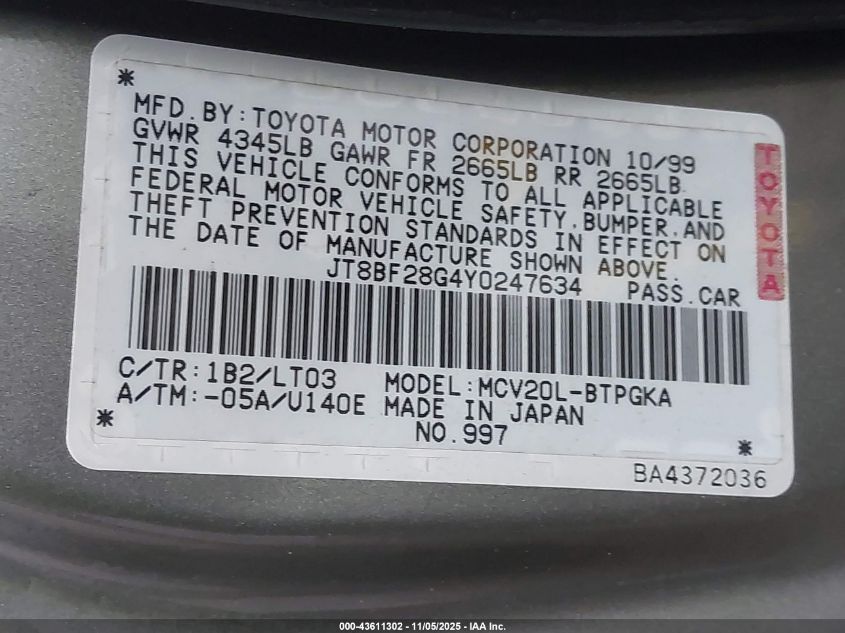 MFD.BY:TOYOTA MOTOR CORPORATION 10/99
GVWR 4345LB GAWR FR 2665LB RR 2665LB
THIS VEHICLE CONFORMS TO ALL APPLICABLE
FEDERAL MOTOR VEHICLE SAFETY,BUMPER,AND
THEFT PREVENTION STANDARDS IN EFFECT ON
THE DATE OF MANUFACTURE SHOWN ABOVE.
JT8BF28G4Y0247634 PASS.CAR
TOYOTA
C/TR:1B2/LT03 MODEL:MCV20L-BTPGKA
A/TM:-05A/U140E MADE IN JAPAN
NO.997
BA4372036
000-43611302 - 11/05/2025 - IAA Inc.